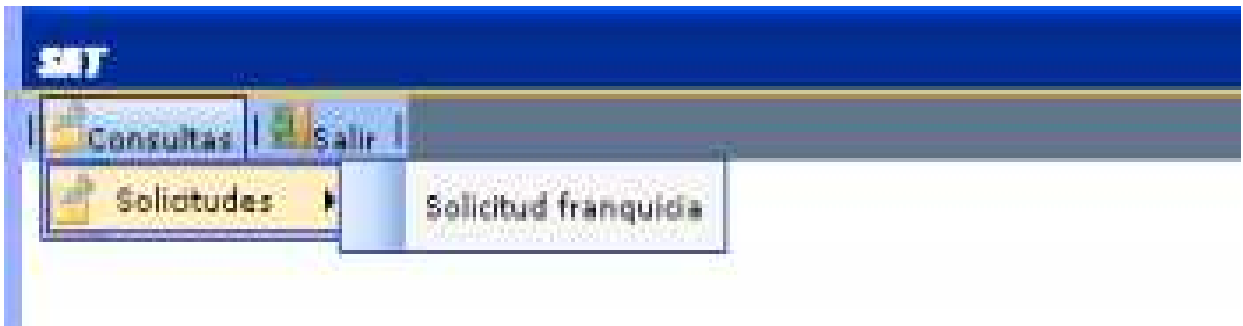 SAT
Consultas | Salir |
Solicitudes
Solicitud franquicia